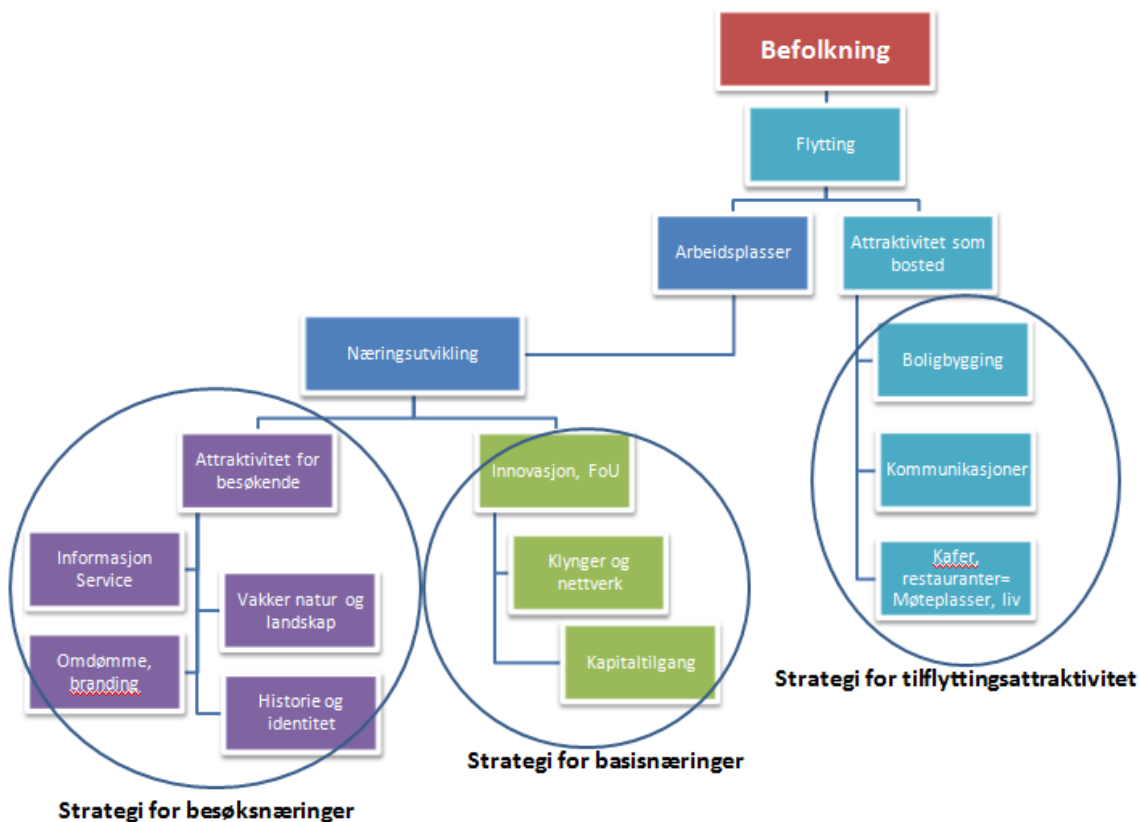 Befolkning
Flytting
Arbeidsplasser
Attraktivitet som
bosted
Næringsutvikling
Boligbygging
Attraktivitet for
besøkende
Innovasjon, FoU
Kommunikasjoner
Informasjon
Service
Klynger og
nettverk
Kafer,
restauranter=
Møteplasser, liv
Vakker natur og
landskap
Omdømme,
branding
Kapitaltilgang
Historie og
identitet
Strategi for tilflyttingsattraktivitet
Strategi for basisnæringer
Strategi for besøksnæringer